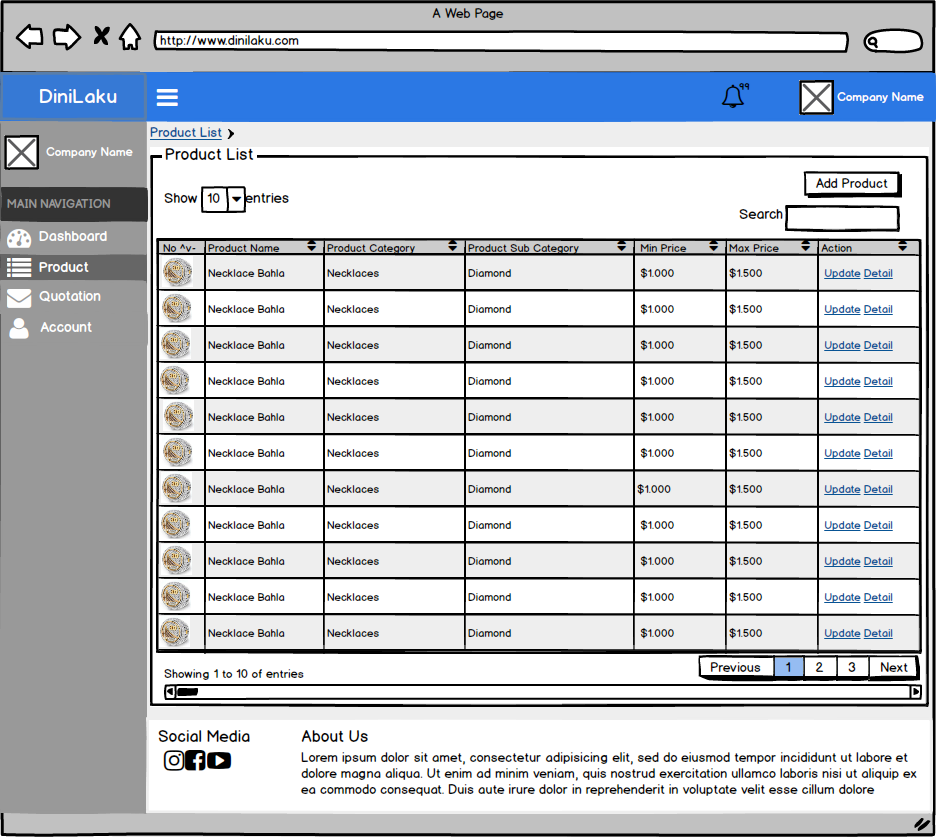 A Web Page
http://www.dinilaku.com
DiniLaku
99
Company Name
Company Name
MAIN NAVIGATION
Dashboard
Product
Quotation
Account
Product List
Product List
Add Product
Show 10 entries
Search
No ^v- Product Name Product Category Product Sub Category Min Price Max Price Action
Necklace Bahla Necklaces Diamond $1.000 $1.500 Update Detail
Necklace Bahla Necklaces Diamond $1.000 $1.500 Update Detail
Necklace Bahla Necklaces Diamond $1.000 $1.500 Update Detail
Necklace Bahla Necklaces Diamond $1.000 $1.500 Update Detail
Necklace Bahla Necklaces Diamond $1.000 $1.500 Update Detail
Necklace Bahla Necklaces Diamond $1.000 $1.500 Update Detail
Necklace Bahla Necklaces Diamond $1.000 $1.500 Update Detail
Necklace Bahla Necklaces Diamond $1.000 $1.500 Update Detail
Necklace Bahla Necklaces Diamond $1.000 $1.500 Update Detail
Necklace Bahla Necklaces Diamond $1.000 $1.500 Update Detail
Necklace Bahla Necklaces Diamond $1.000 $1.500 Update Detail
Showing 1 to 10 of entries
Previous 1 2 3 Next
Social Media
About Us
Lorem ipsum dolor sit amet, consectetur adipisicing elit, sed do eiusmod tempor incididunt ut labore et
dolore magna aliqua. Ut enim ad minim veniam, quis nostrud exercitation ullamco laboris nisi ut aliquip ex
ea commodo consequat. Duis aute irure dolor in reprehenderit in voluptate velit esse cillum dolore